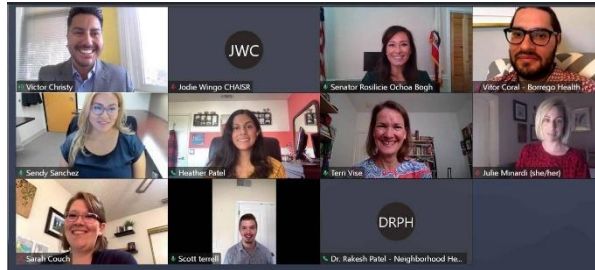 JWC
Victor Christy
Jodie Wingo CHAISR
Senator Rosilicie Ochoa Bogh
Vitor Coral - Borrego Health
Sendy Sanchez
Heather Patel
Terri Vise
Julie Minardi (she/her)
DRPH
Sarah Couch
Scott terrell
Dr. Rakesh Patel - Neighborhood He...